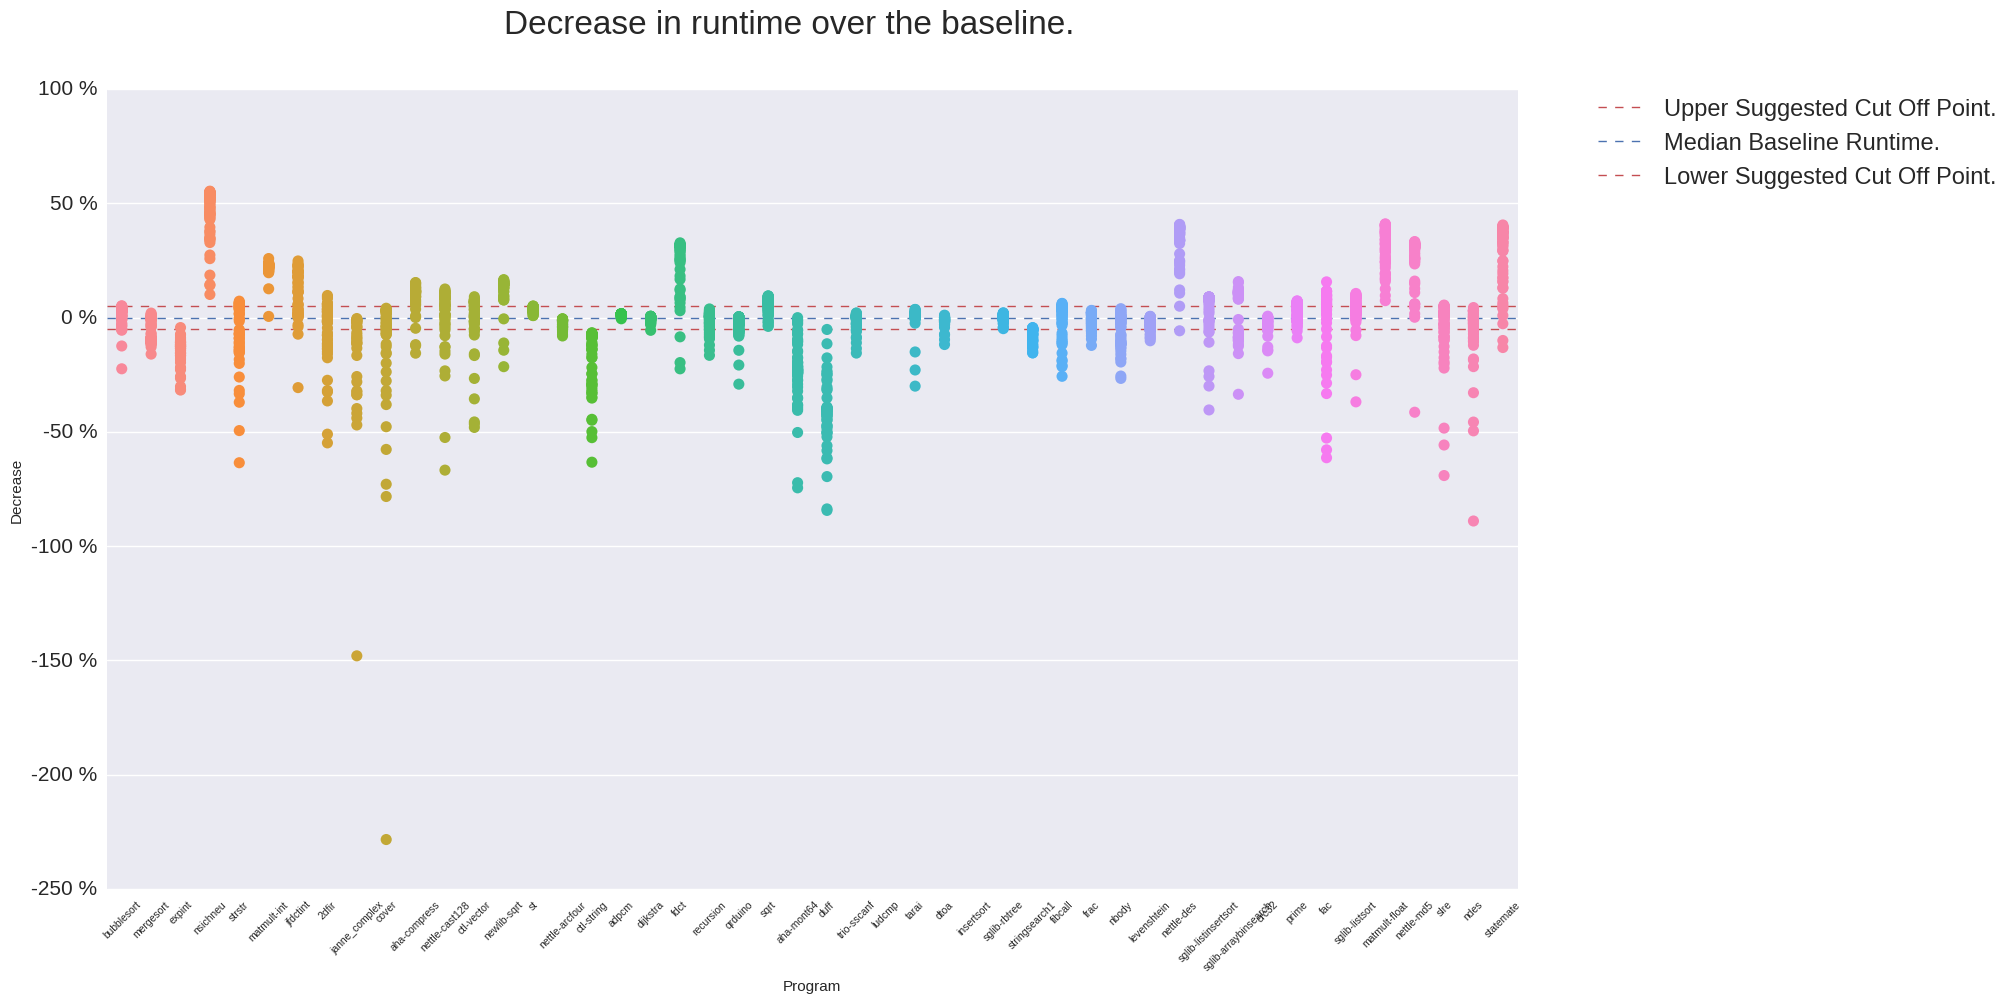 Decrease in runtime over the baseline.
100 %
50 %
0 %
-50 %
-100 %
-150 %
-200 %
-250 %
Decrease
Upper Suggested Cut Off Point.
Median Baseline Runtime.
Lower Suggested Cut Off Point.
bubblesort
mergesort
expint
nsichneu
strstr
matmult-int
jfdctint
2dfir
janne_complex
cover
aha-compress
nettle-cast128
ctl-vector
newlib-sqrt
st
nettle-arcfour
ctl-string
adpcm
dijkstra
fdct
recursion
qrduino
sqrt
aha-mont64
duff
trio-sscanf
ludcmp
tarai
dtoa
insertsort
sglib-rbtree
stringsearch1
fibcall
frac
nbody
levenshtein
nettle-des
sglib-listinsertsort
sglib-arraybinsearch
crc32
prime
fac
sglib-listsort
matmult-float
nettle-md5
slre
ndes
statemate
Program